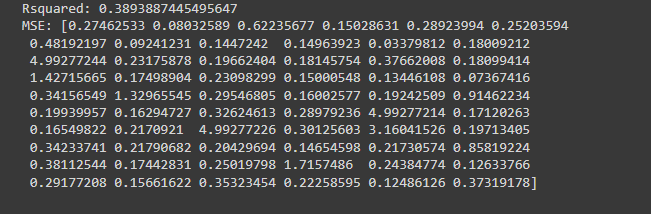 Rsquared: 0.3893887445495647
MSE: [0.27462533 0.08032589 0.62235677 0.15028631 0.28923994 0.25203594
0.48192197 0.09241231 0.1447242 0.14963923 0.03379812 0.18009212
4.99277244 0.23175878 0.19662404 0.18145754 0.37662008 0.18099414
1.42715665 0.17498904 0.23098299 0.15000548 0.13446108 0.07367416
0.34156549 1.32965545 0.29546805 0.16002577 0.19242509 0.91462234
0.19939957 0.16294727 0.32624613 0.28979236 4.99277214 0.17120263
0.16549822 0.2170921 4.99277226 0.30125603 3.16041526 0.19713405
0.34233741 0.21790682 0.20429694 0.14654598 0.21730574 0.85819224
0.38112544 0.17442831 0.25019798 1.7157486 0.24384774 0.12633766
0.29177208 0.15661622 0.35323454 0.22258595 0.12486126 0.37319178]